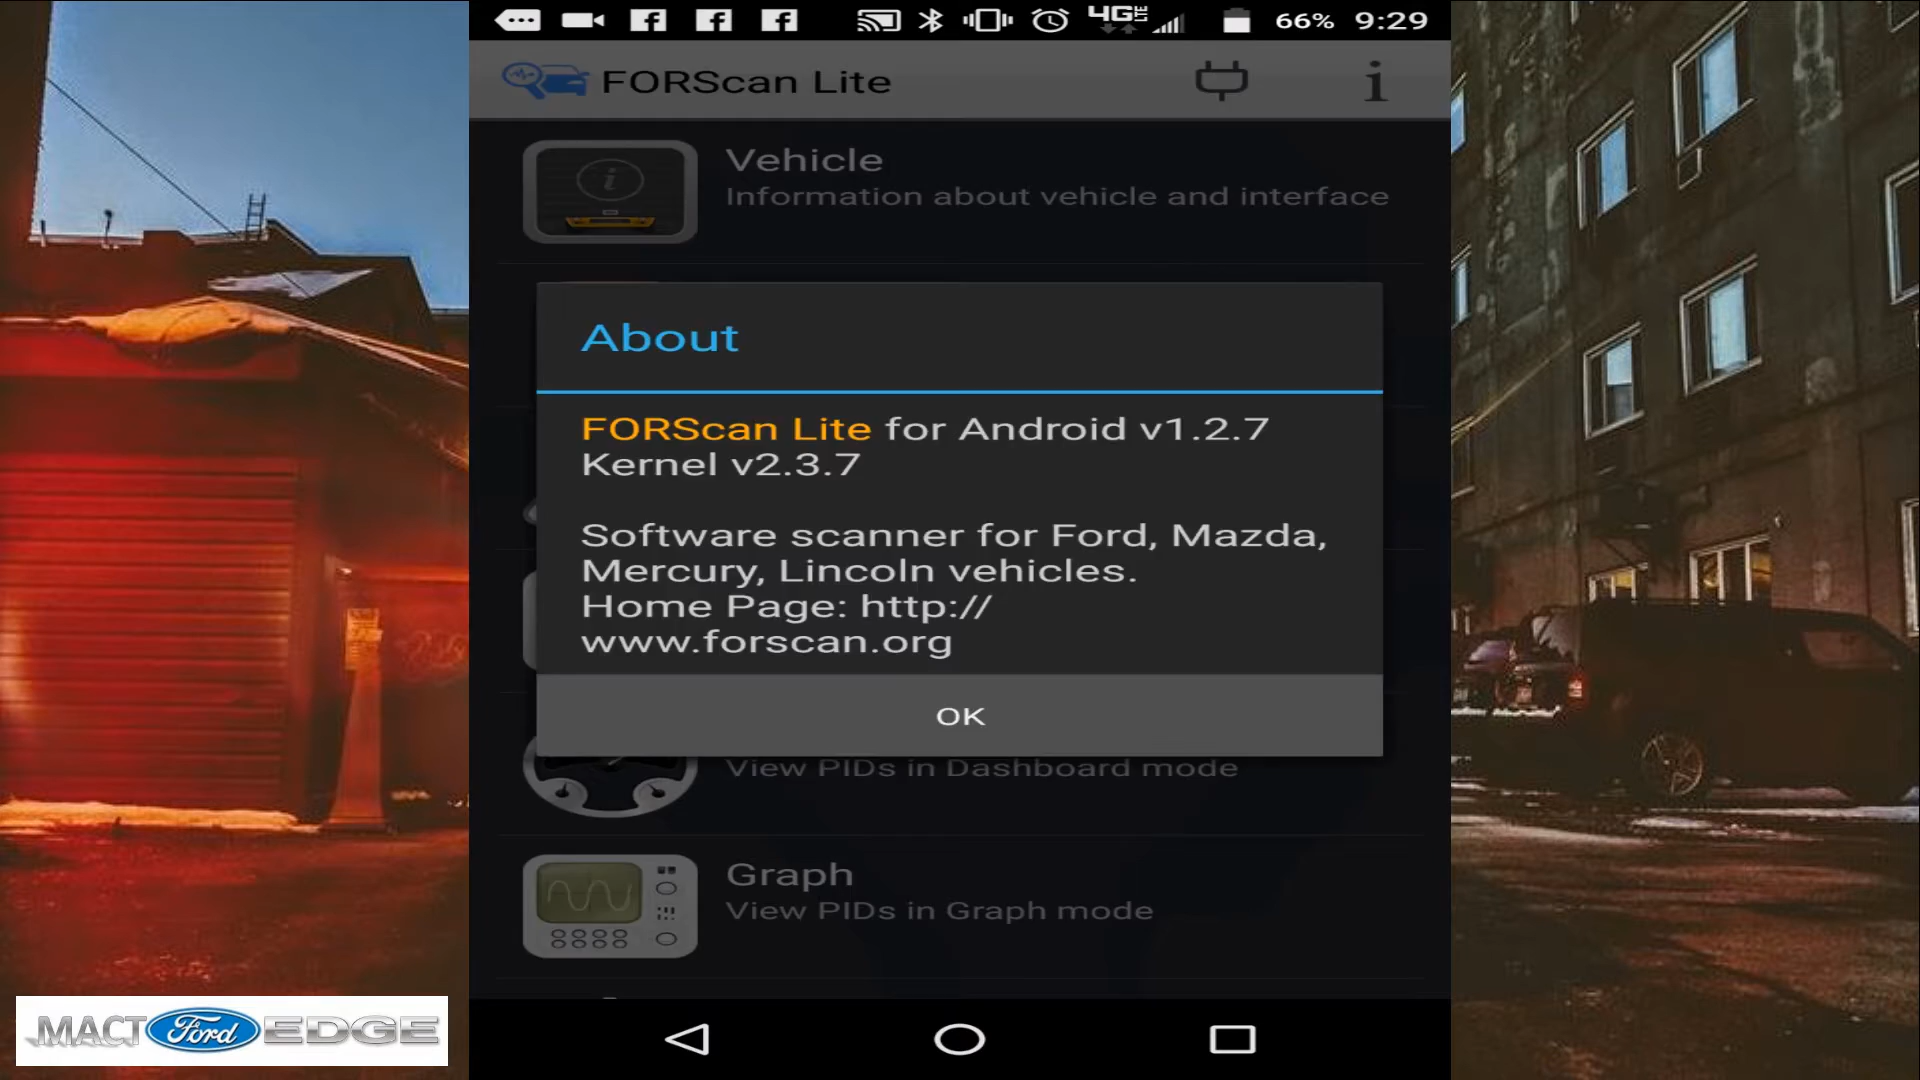 4G LTE 66% 9:29
FORScan Lite i
Vehicle
Information about vehicle and interface
About
FORScan Lite for Android v1.2.7
Kernel v2.3.7
Software scanner for Ford, Mazda,
Mercury, Lincoln vehicles.
Home Page: http://
www.forscan.org
OK
View PIDs in Dashboard mode
Graph
View PIDs in Graph mode
MACT Ford EDGE